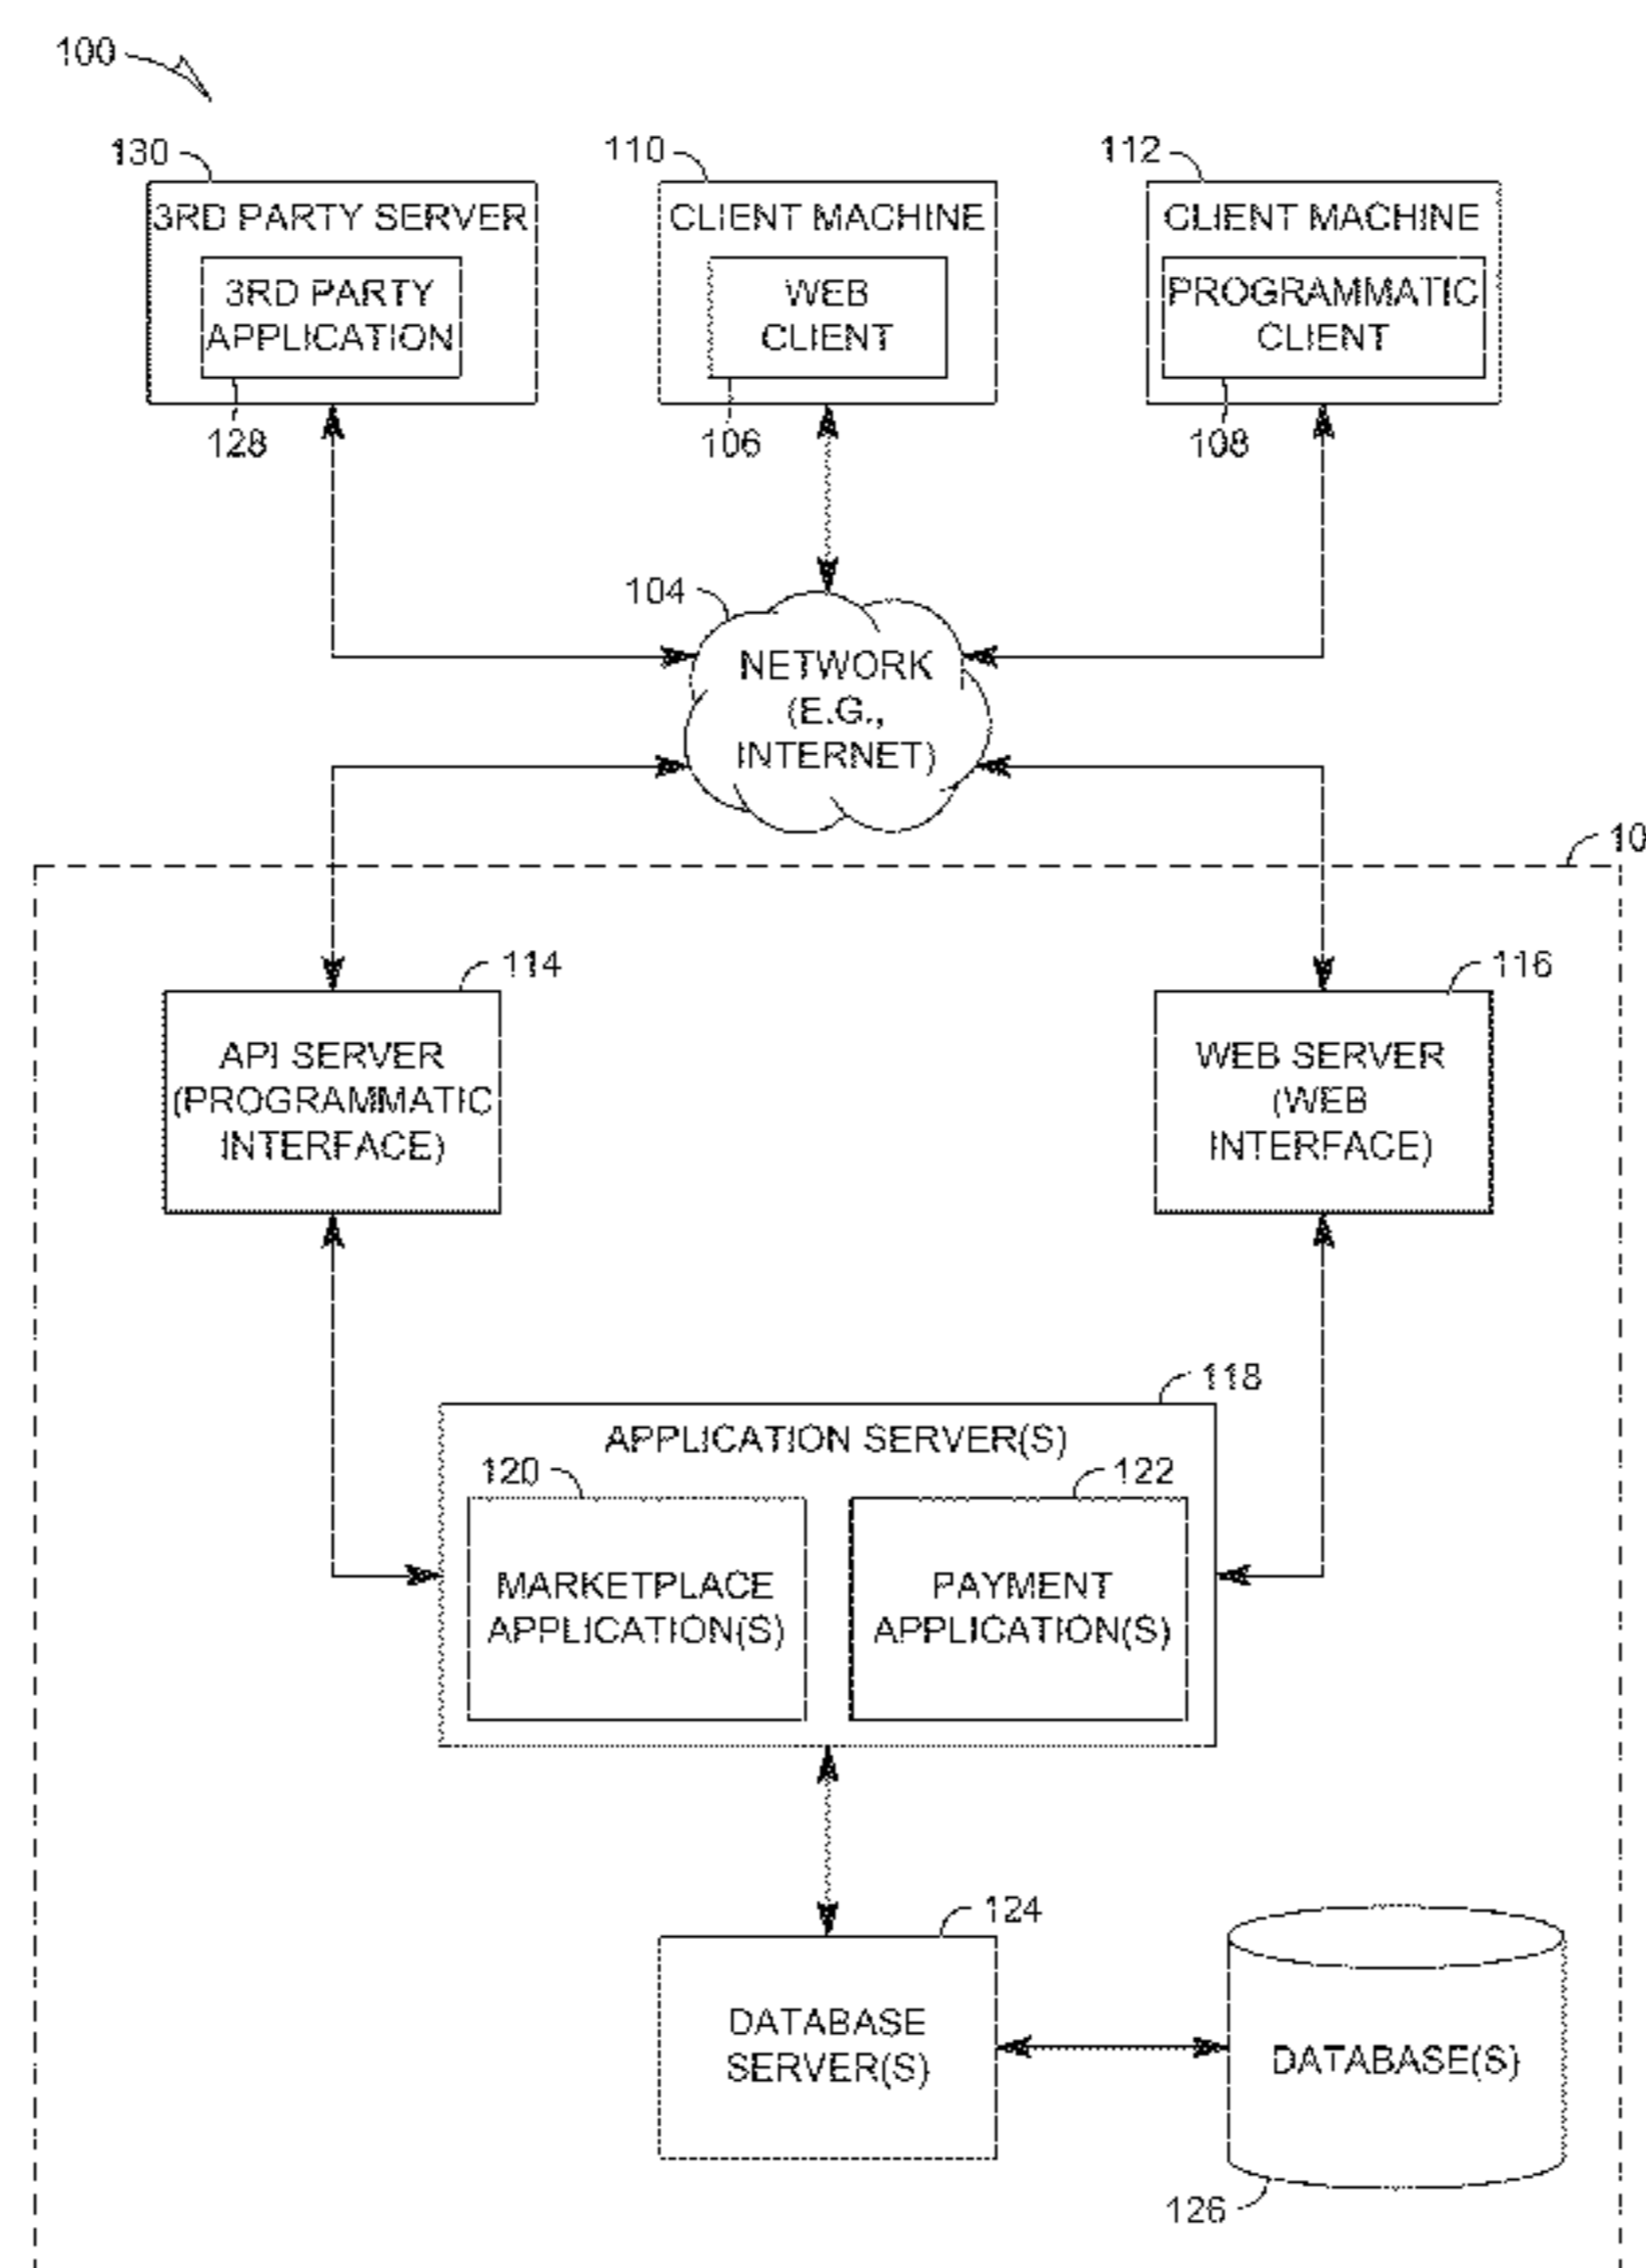 100
130
110
112
3RD PARTY SERVER
CLIENT MACHINE
CLIENT MACHINE
3RD PARTY
APPLICATION
WEB
CLIENT
PROGRAMMATIC
CLIENT
128
106
108
104
NETWORK
(E.G.,
INTERNET)
10
114
116
API SERVER
(PROGRAMMATIC
INTERFACE)
WEB SERVER
(WEB
INTERFACE)
118
APPLICATION SERVER(S)
120
122
MARKETPLACE
APPLICATION(S)
PAYMENT
APPLICATION(S)
124
DATABASE
SERVER(S)
DATABASE(S)
126